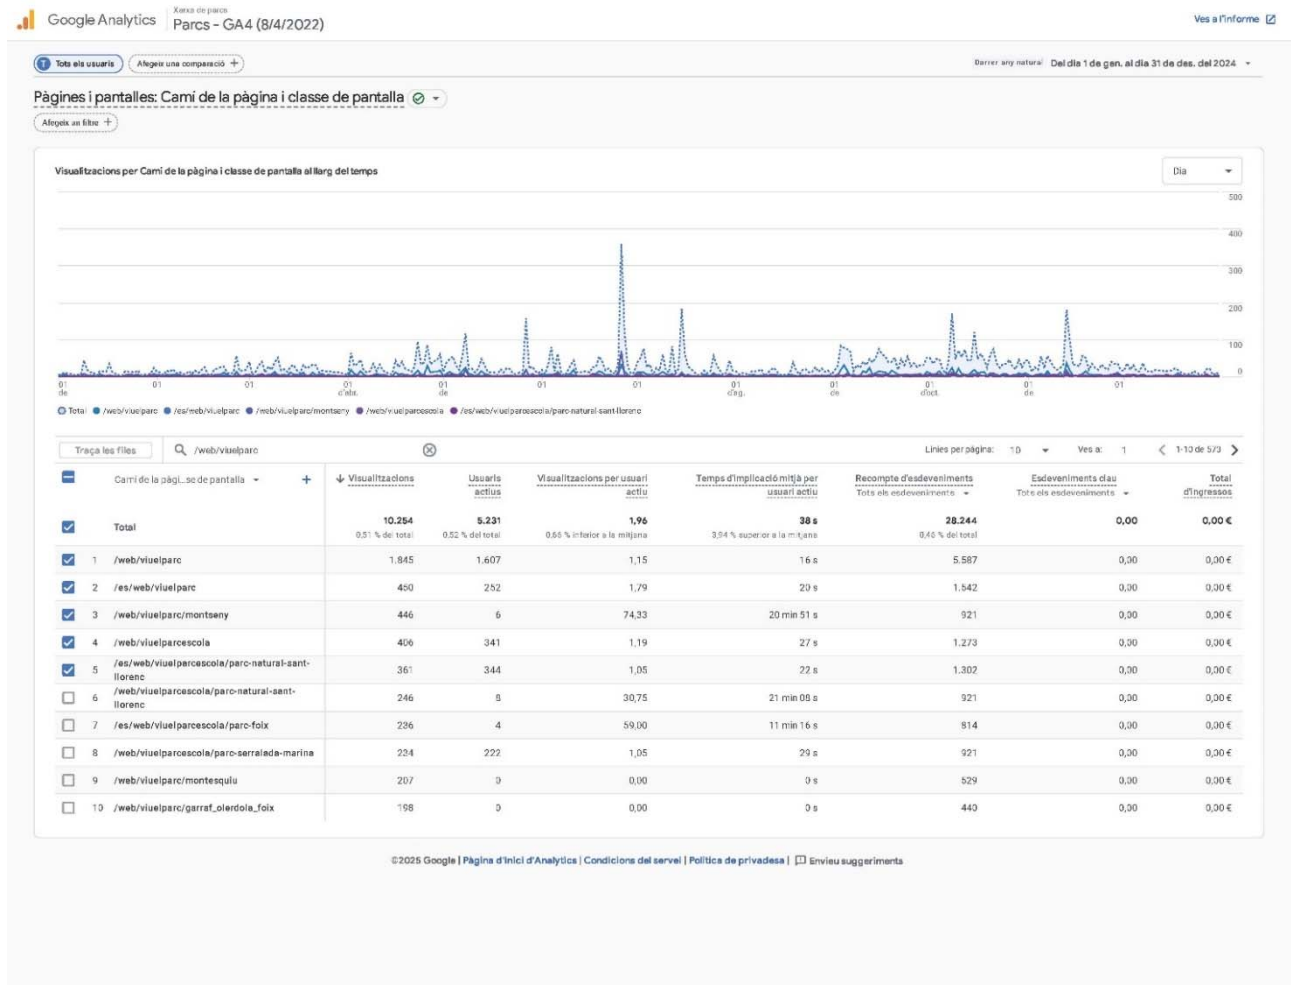 Xarxa de parcs
Google Analytics
Parcs - GA4 (8/4/2022)
Ves a l'informe
T Tots els usuaris
Afegeix una comparació +
Darrer any natural Del dia 1 de gen. al dia 31 de des. del 2024
Pàgines i pantalles: Camí de la pàgina i classe de pantalla
Afegeix un filtre +
Visualitzacions per Camí de la pàgina i classe de pantalla al llarg del temps
Dia
500
400
300
200
100
0
01 de
01
01
01 d'abr.
01 de
01
01
01 d'ag.
01 de
01 d'oct.
01 de
01
Total /web/viuelparc /es/web/viuelparc /web/viuelparc/montseny /web/viuelparcescola /es/web/viuelparcescola/parc-natural-sant-llorenc
Traça les files
/web/viuelparc
Línies per pàgina: 10
Ves a: 1
1-10 de 573
Camí de la pàgi...se de pantalla +
Visualitzacions
Usuaris actius
Visualitzacions per usuari actiu
Temps d'implicació mitjà per usuari actiu
Recompte d'esdeveniments
Tots els esdeveniments
Esdeveniments clau
Tots els esdeveniments
Total d'ingressos
Total 10.254 5.231 1,96 38 s 28.244 0,00 0,00 €
0,51 % del total 0,52 % del total 0,66 % inferior a la mitjana 3,94 % superior a la mitjana 0,46 % del total
1 /web/viuelparc 1.845 1.607 1,15 16 s 5.587 0,00 0,00 €
2 /es/web/viuelparc 450 252 1,79 20 s 1.542 0,00 0,00 €
3 /web/viuelparc/montseny 446 6 74,33 20 min 51 s 921 0,00 0,00 €
4 /web/viuelparcescola 406 341 1,19 27 s 1.273 0,00 0,00 €
5 /es/web/viuelparcescola/parc-natural-sant-llorenc 361 344 1,05 22 s 1.302 0,00 0,00 €
6 /web/viuelparcescola/parc-natural-sant-llorenc 246 8 30,75 21 min 08 s 921 0,00 0,00 €
7 /es/web/viuelparcescola/parc-foix 236 4 59,00 11 min 16 s 814 0,00 0,00 €
8 /web/viuelparcescola/parc-serralada-marina 234 222 1,05 29 s 921 0,00 0,00 €
9 /web/viuelparc/montesquiu 207 0 0,00 0 s 529 0,00 0,00 €
10 /web/viuelparc/garraf_olerdola_foix 198 0 0,00 0 s 440 0,00 0,00 €
©2025 Google | Pàgina d'inici d'Analytics | Condicions del servei | Política de privadesa | Envieu suggeriments